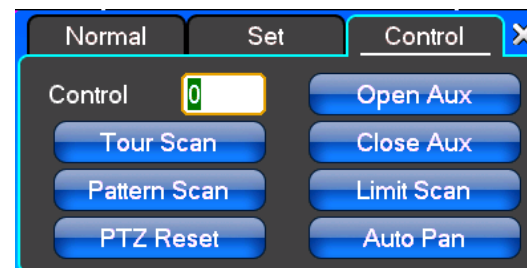 Normal Set Control
Control 0 Open Aux
Tour Scan Close Aux
Pattern Scan Limit Scan
PTZ Reset Auto Pan